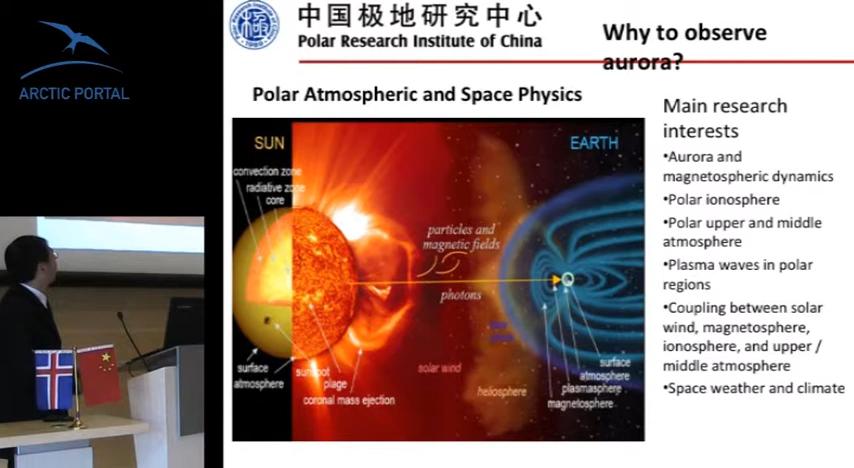 ARCTIC PORTAL
中国极地研究中心
Polar Research Institute of China
Why to observe
aurora?
Polar Atmospheric and Space Physics
SUN
EARTH
convection zone
radiative zone
core
particles and
magnetic fields
photons
surface
atmosphere
sunspot
plage
coronal mass ejection
solar wind
heliosphere
surface
atmosphere
plasmasphere
magnetosphere
Main research
interests
•Aurora and
magnetospheric dynamics
•Polar ionosphere
•Polar upper and middle
atmosphere
•Plasma waves in polar
regions
•Coupling between solar
wind, magnetosphere,
ionosphere, and upper /
middle atmosphere
•Space weather and climate